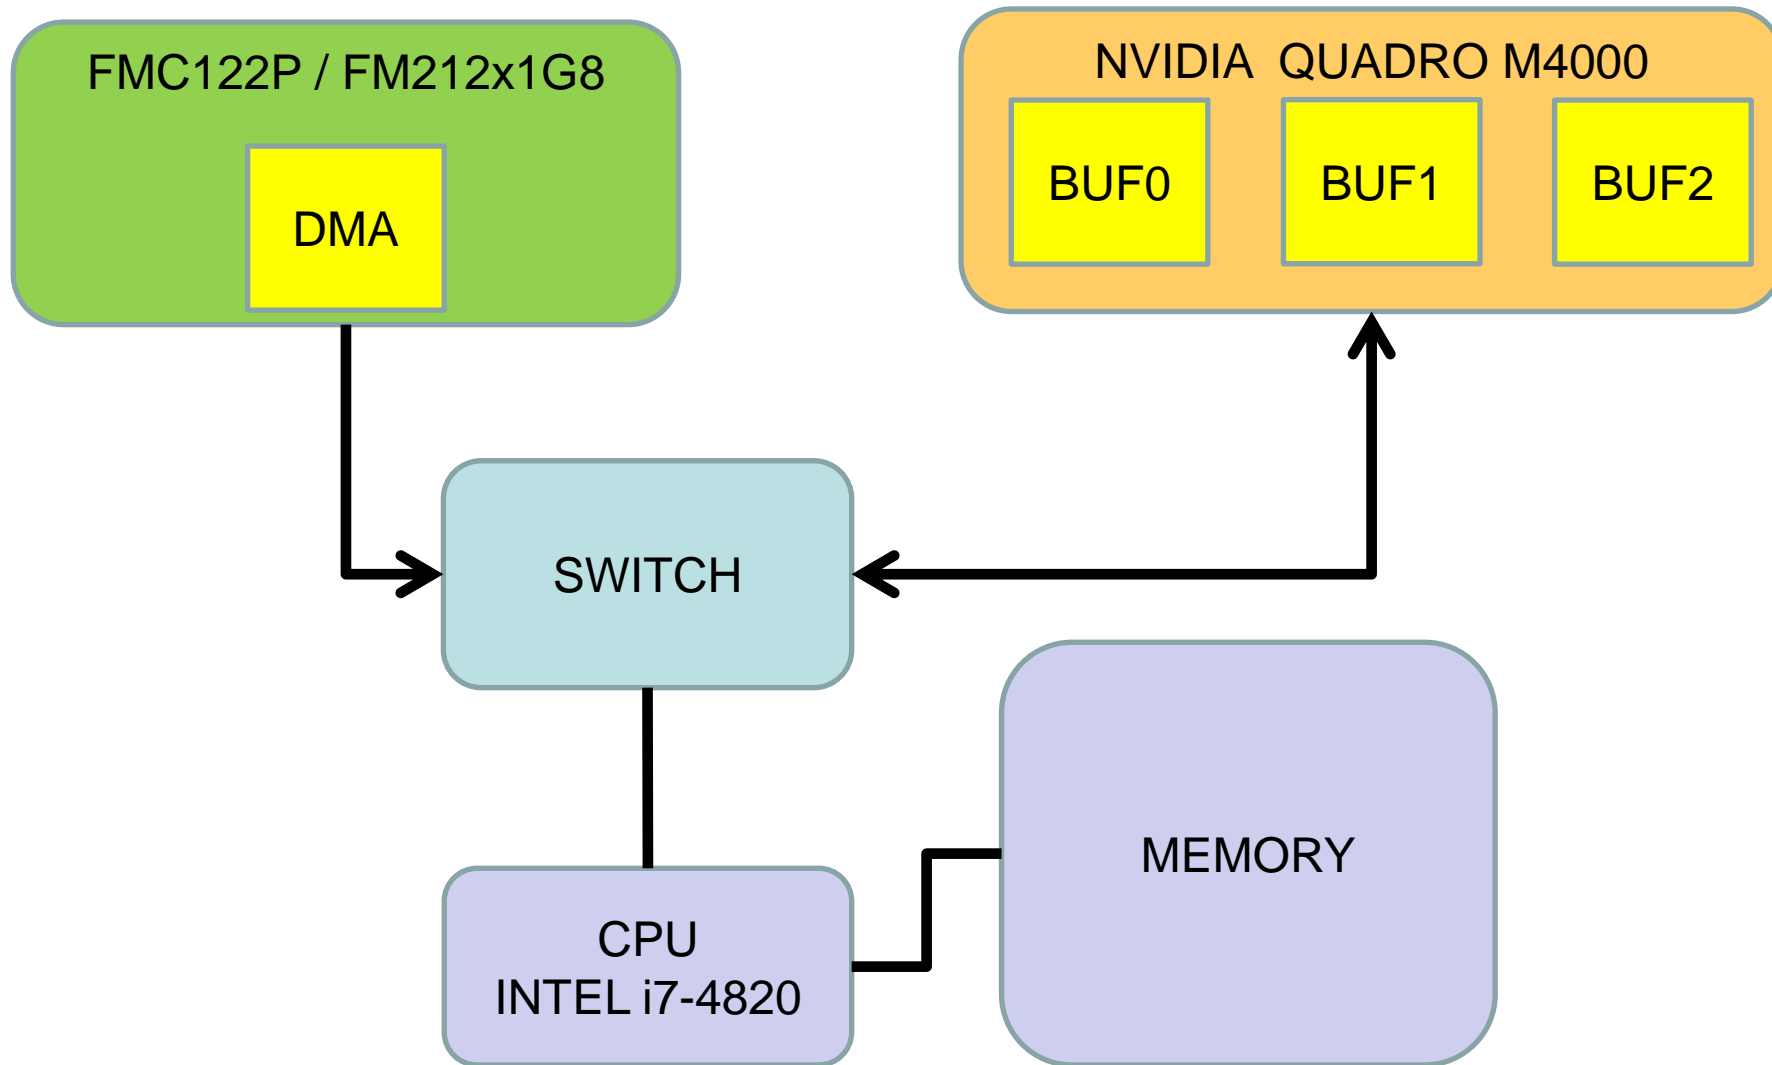 FMC122P / FM212x1G8
DMA
NVIDIA QUADRO M4000
BUF0
BUF1
BUF2
SWITCH
MEMORY
CPU
INTEL i7-4820